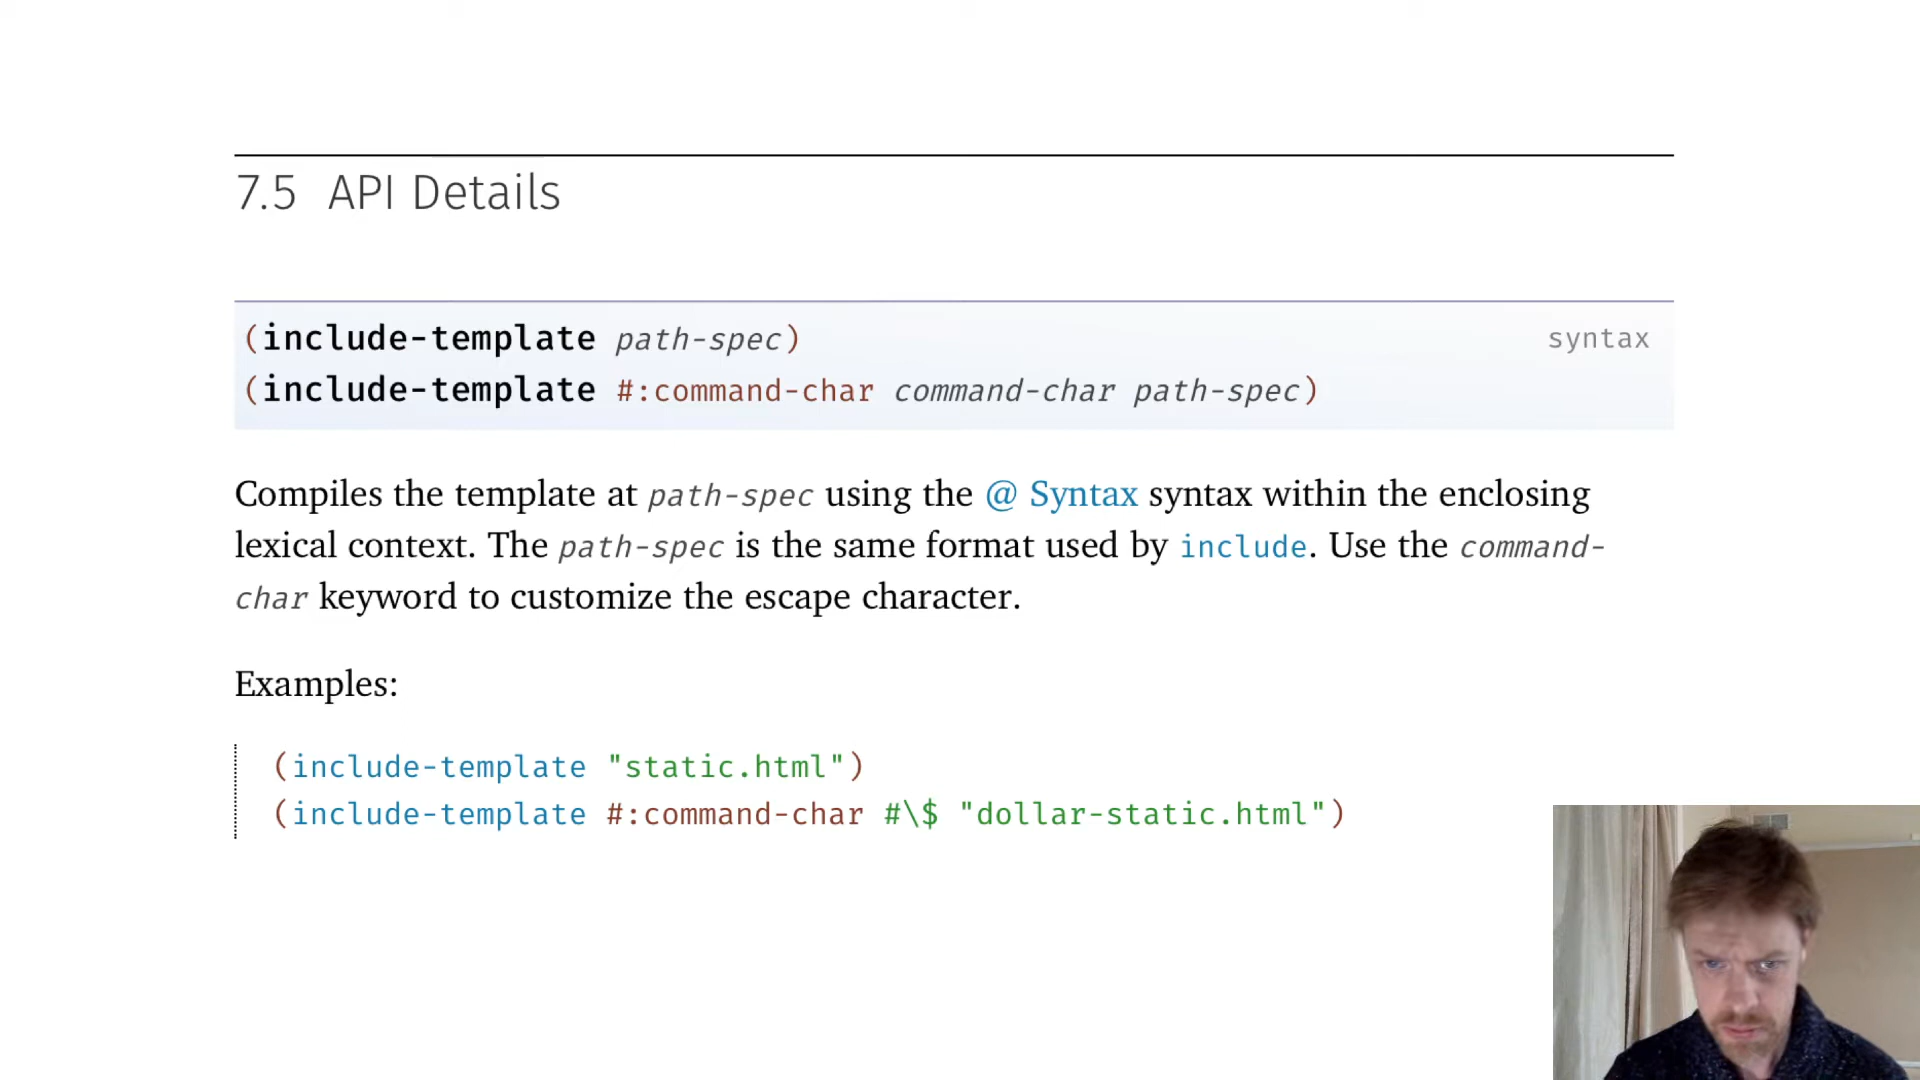 7.5 API Details
(include-template path-spec) syntax
(include-template #:command-char command-char path-spec)
Compiles the template at path-spec using the @ Syntax syntax within the enclosing
lexical context. The path-spec is the same format used by include. Use the command-
char keyword to customize the escape character.
Examples:
(include-template "static.html")
(include-template #:command-char #\$ "dollar-static.html")